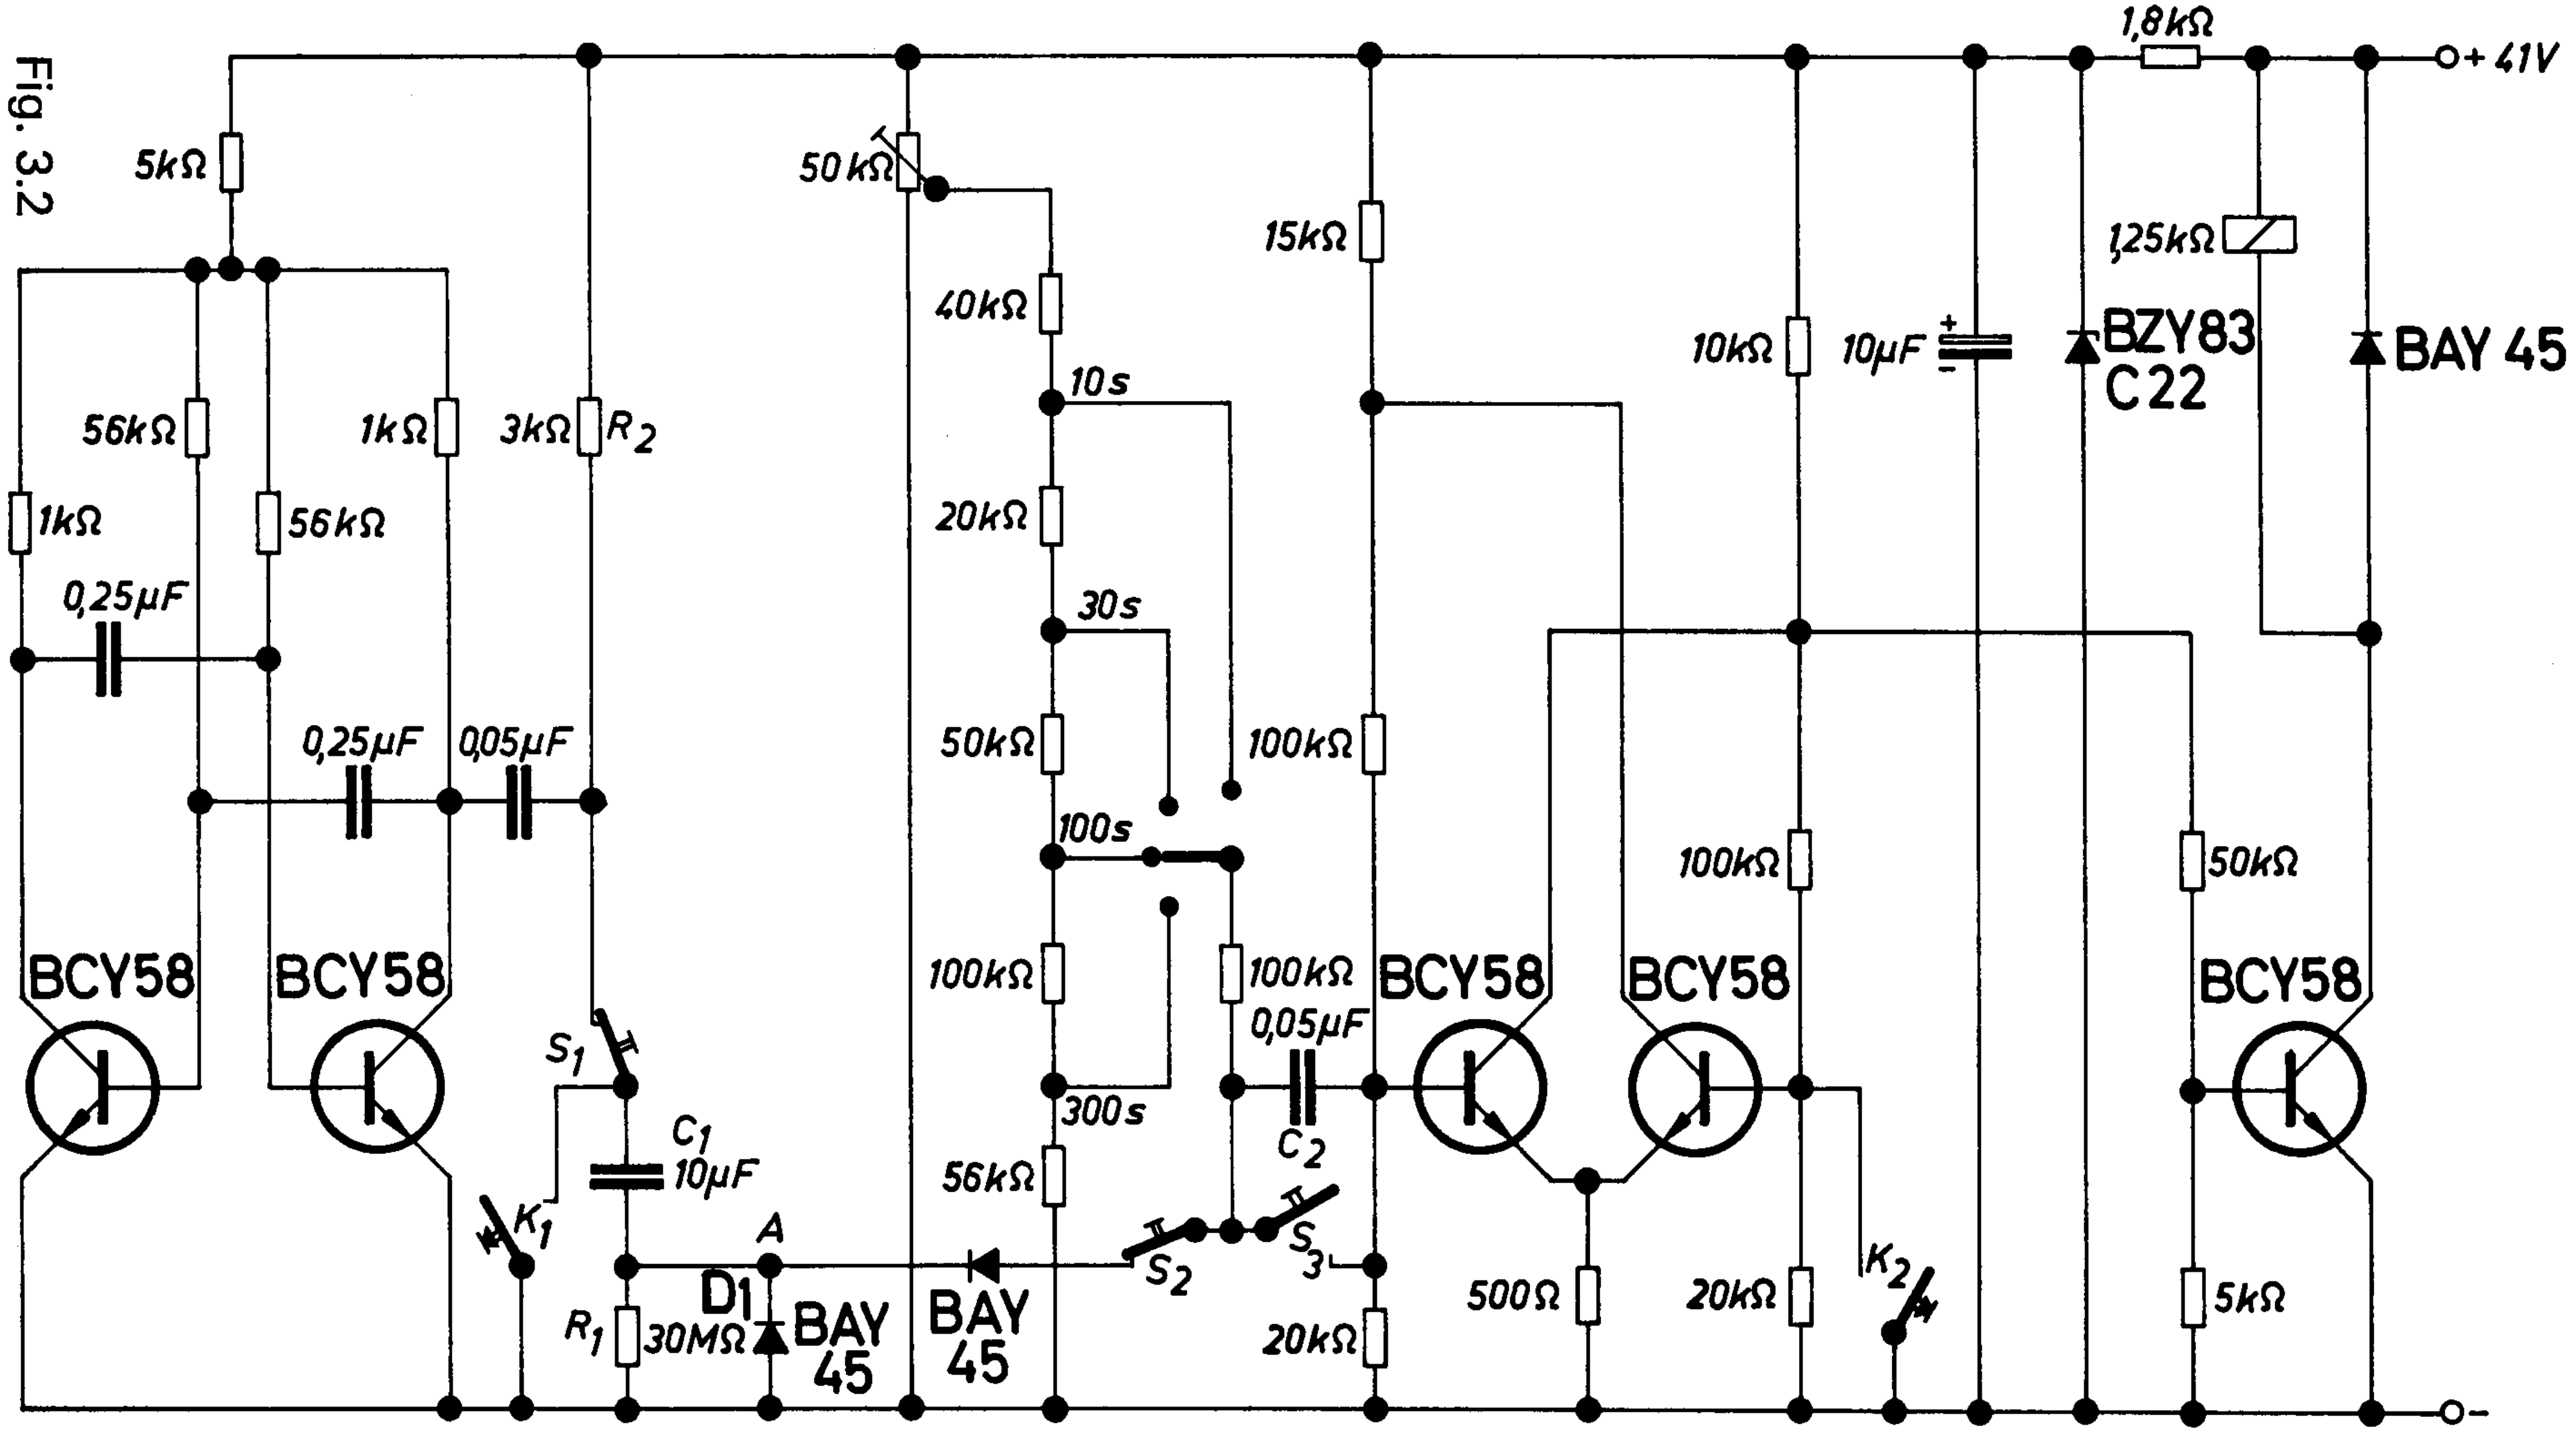 Fig. 3.2
1,8kΩ
+ 41V
5kΩ
50kΩ
15kΩ
1,25kΩ
40kΩ
10kΩ
+
10μF
-
BZY83
C22
BAY 45
10s
56kΩ
1kΩ
3kΩ
R2
1kΩ
56kΩ
20kΩ
0,25μF
30s
0,25μF
0,05μF
50kΩ
100kΩ
100s
100kΩ
50kΩ
BCY58
BCY58
100kΩ
100kΩ
BCY58
BCY58
BCY58
S1
0,05μF
C2
300s
C1
10μF
56kΩ
K1
A
S2
S3
K2
D1
R1
30MΩ
BAY
45
BAY
45
20kΩ
500Ω
20kΩ
5kΩ
-